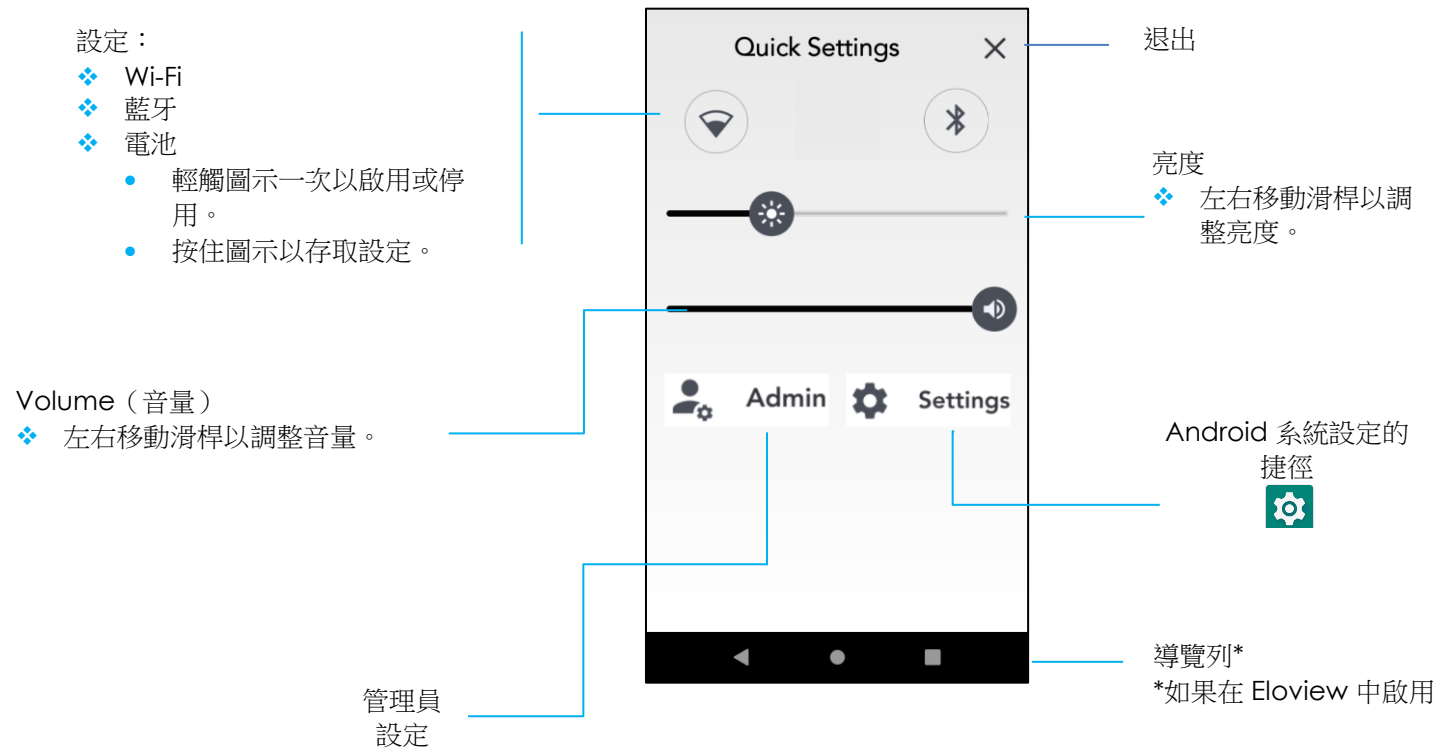 設定：
❖ Wi-Fi
❖ 藍牙
❖ 電池
• 輕觸圖示一次以啟用或停
用。
• 按住圖示以存取設定。
Volume（音量）
❖ 左右移動滑桿以調整音量。
管理員
設定
Quick Settings
Admin
Settings
退出
亮度
❖ 左右移動滑桿以調
整亮度。
Android 系統設定的
捷徑
導覽列*
*如果在 Eloview 中啟用